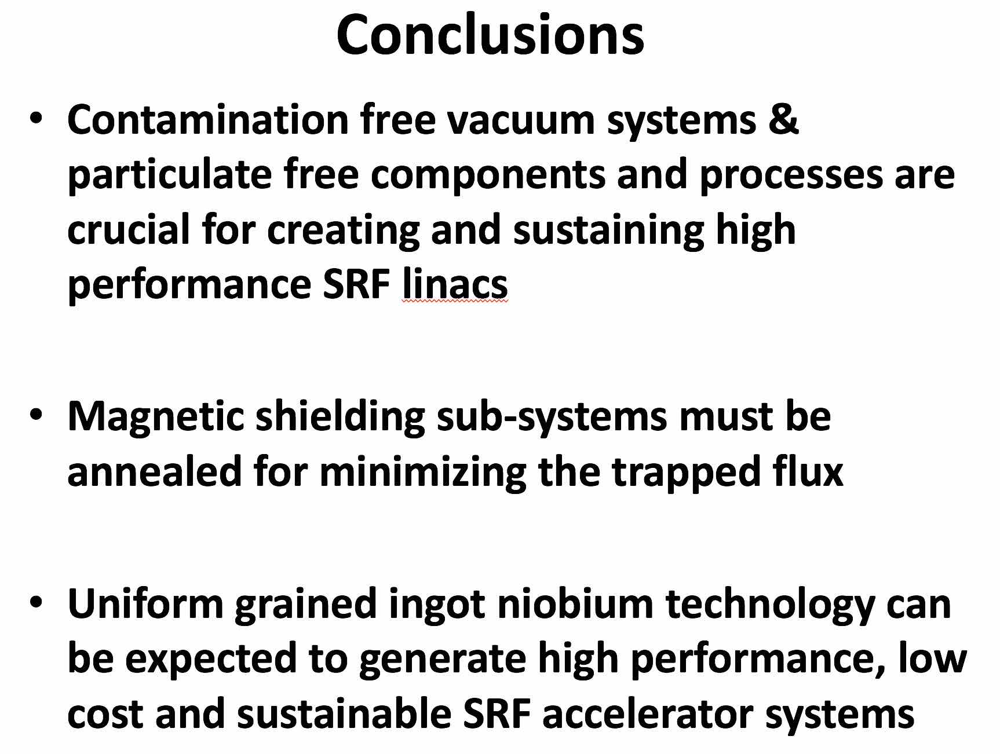 Conclusions
• Contamination free vacuum systems &
particulate free components and processes are
crucial for creating and sustaining high
performance SRF linacs
• Magnetic shielding sub-systems must be
annealed for minimizing the trapped flux
• Uniform grained ingot niobium technology can
be expected to generate high performance, low
cost and sustainable SRF accelerator systems